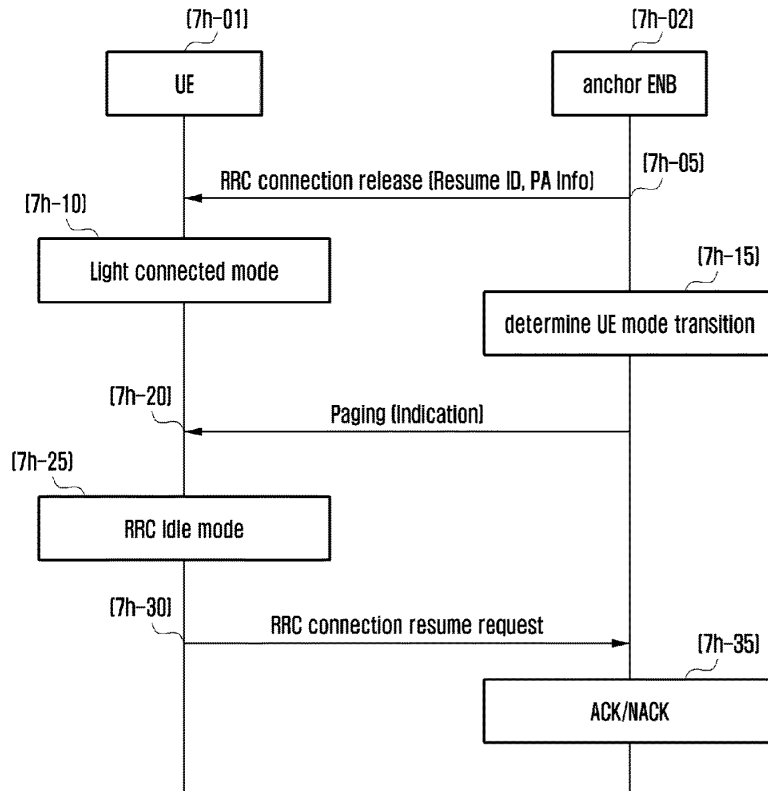 [7h-01]
[7h-02]
UE
anchor ENB
RRC connection release [Resume ID, PA Info]
[7h-05]
[7h-10]
Light connected mode
[7h-15]
determine UE mode transition
[7h-20]
Paging [Indication]
[7h-25]
RRC Idle mode
[7h-30]
RRC connection resume request
[7h-35]
ACK/NACK